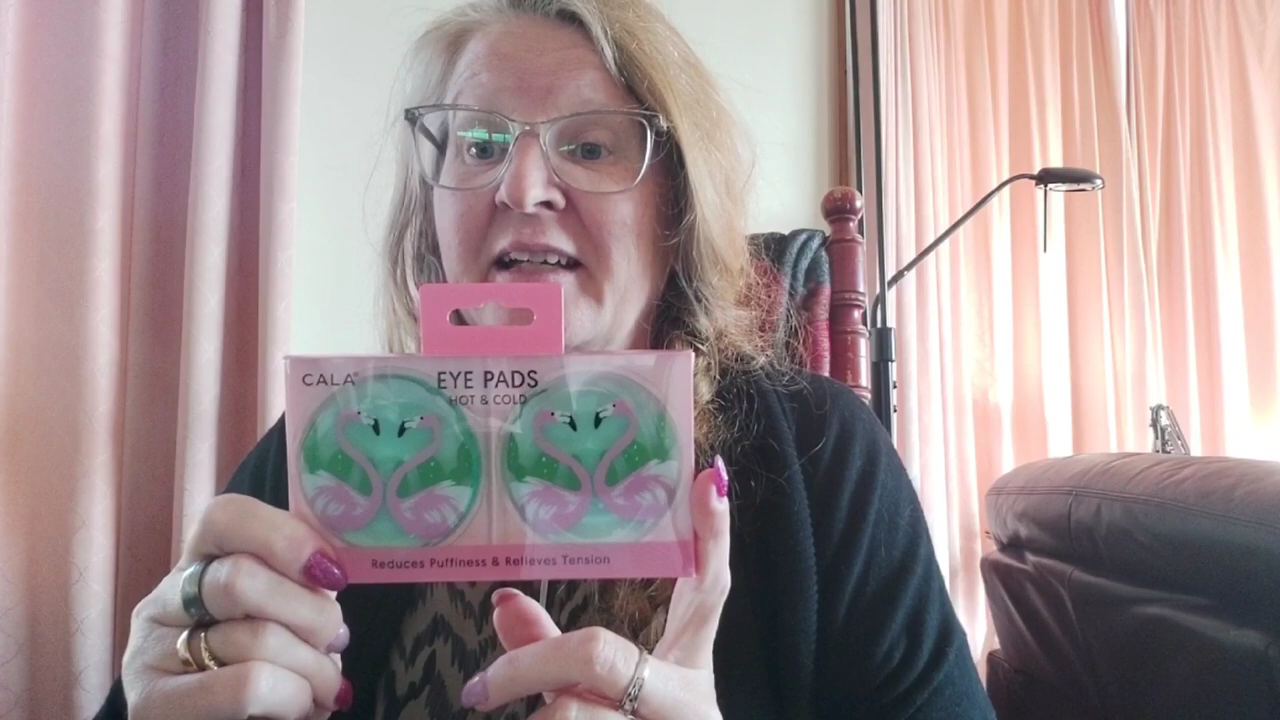 CALA®
EYE PADS
HOT & COLD
Reduces Puffiness & Relieves Tension